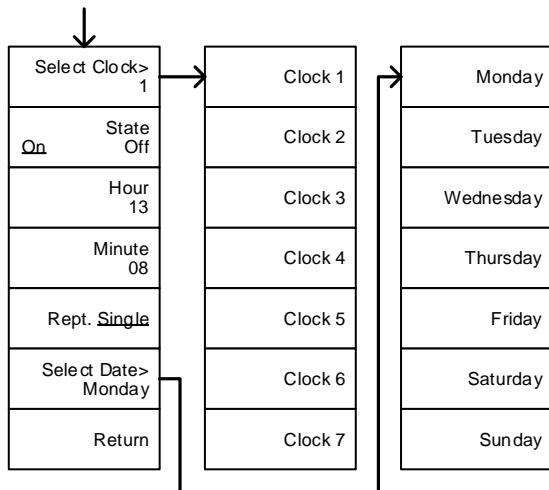 Select Clock>
1
State
On Off
Hour
13
Minute
08
Rept. Single
Select Date>
Monday
Return
Clock 1
Clock 2
Clock 3
Clock 4
Clock 5
Clock 6
Clock 7
Monday
Tuesday
Wednesday
Thursday
Friday
Saturday
Sunday